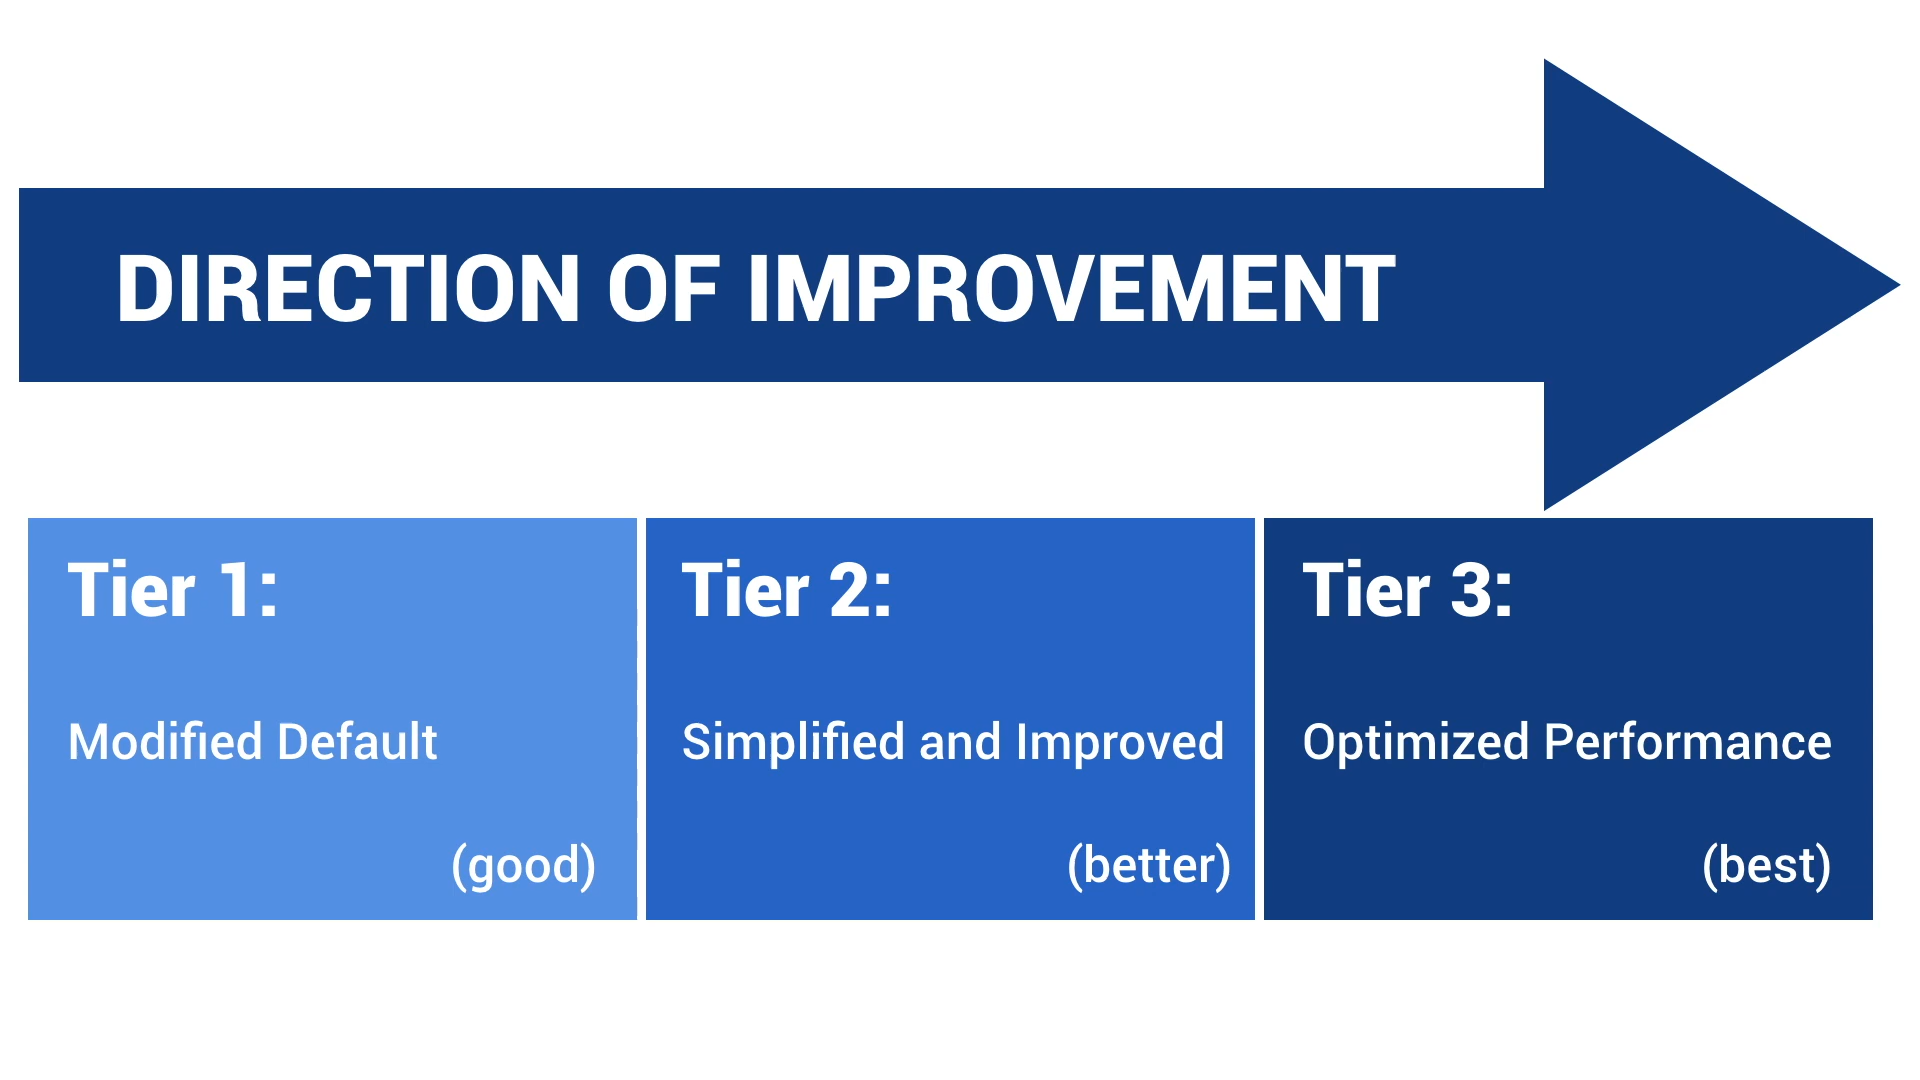 DIRECTION OF IMPROVEMENT
Tier 1:
Modified Default
(good)
Tier 2:
Simplified and Improved
(better)
Tier 3:
Optimized Performance
(best)